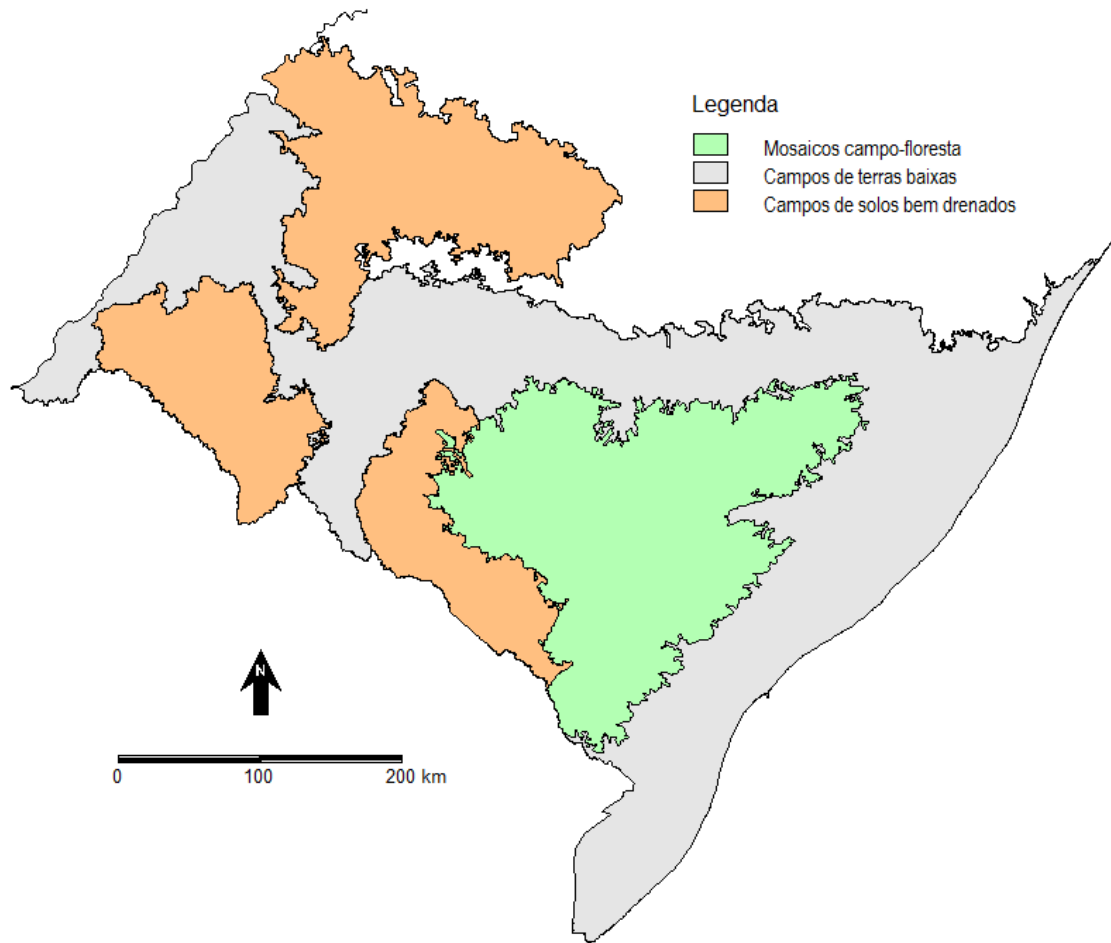 Legenda
Mosaicos campo-floresta
Campos de terras baixas
Campos de solos bem drenados
N
0 100 200 km